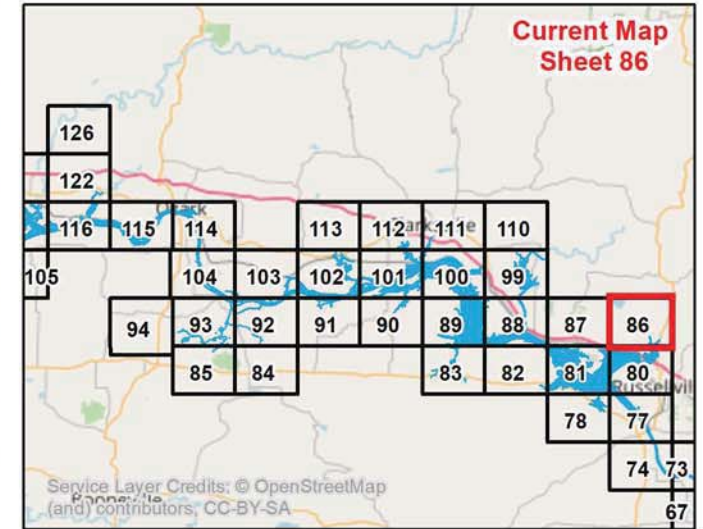 Current Map
Sheet 86
126
122
Ozark
116 115 114 113 112 111 110
105 104 103 102 101 100 99
94 93 92 91 90 89 88 87 86
85 84 83 82 81 80
78 77
74 73
67
Service Layer Credits: © OpenStreetMap
(and) contributors, CC-BY-SA